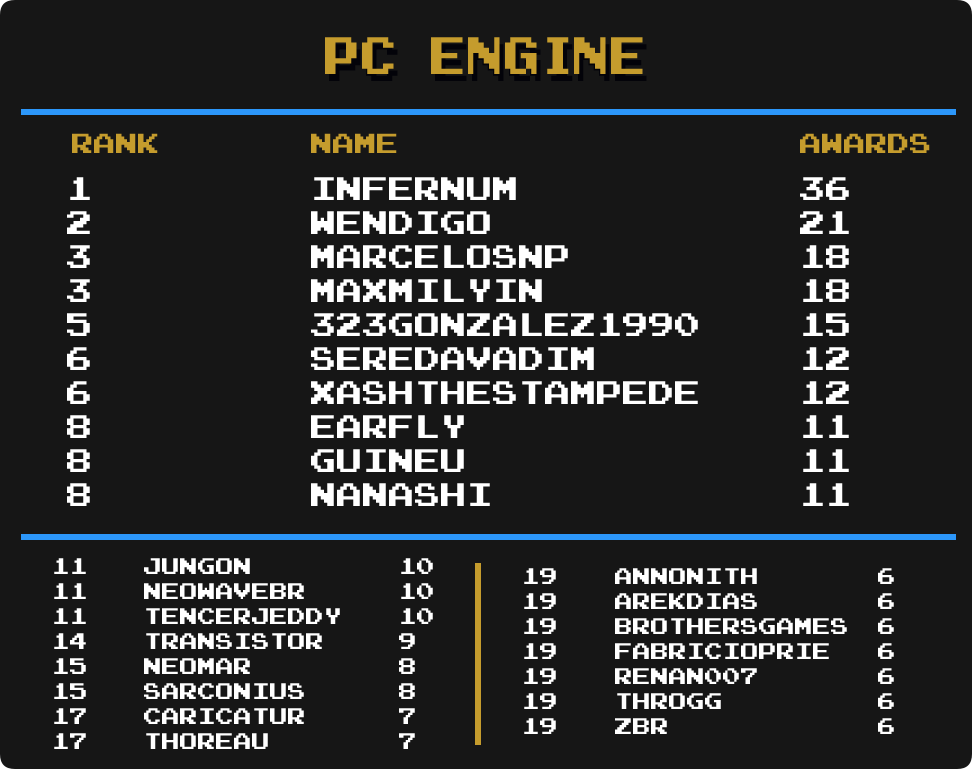 PC ENGINE
RANK NAME AWARDS
1 INFERNUM 36
2 WENDIGO 21
3 MARCELOSNP 18
3 MAXMILYIN 18
5 323GONZALEZ1990 15
6 SEREDAVADIM 12
6 XASHTHESTAMPEDE 12
8 EARFLY 11
8 GUINEU 11
8 NANASHI 11
11 JUNGON 10
11 NEOWAVEBR 10
11 TENCERJEDDY 10
14 TRANSISTOR 9
15 NEOMAR 8
15 SARCONIUS 8
17 CARICATUR 7
17 THOREAU 7
19 ANNONITH 6
19 AREKDIAS 6
19 BROTHERSGAMES 6
19 FABRICIOPRIE 6
19 RENAN007 6
19 THROGG 6
19 ZBR 6